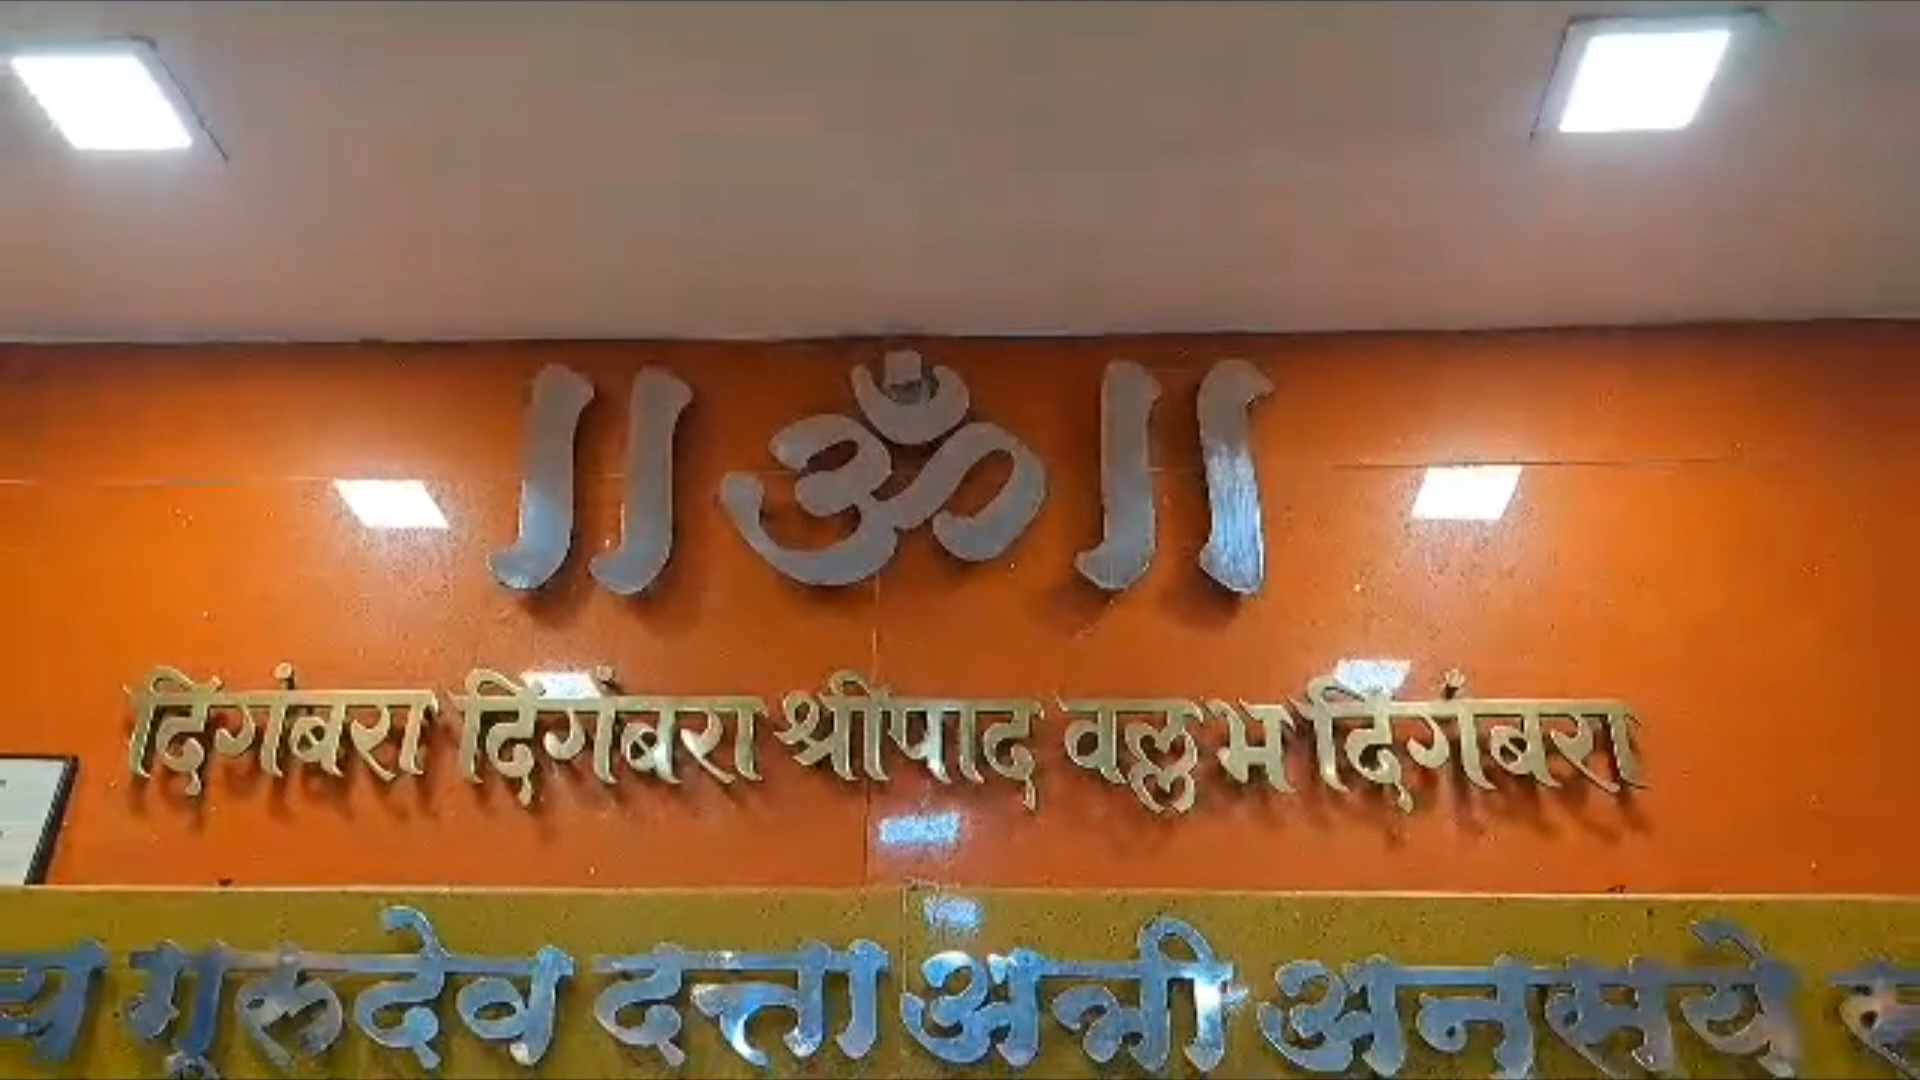 ॥ ॐ ॥
दिगंबरा दिगंबरा श्रीपाद वल्लभ दिगंबरा
गुरुदेव दत्ता अत्री अनसुये